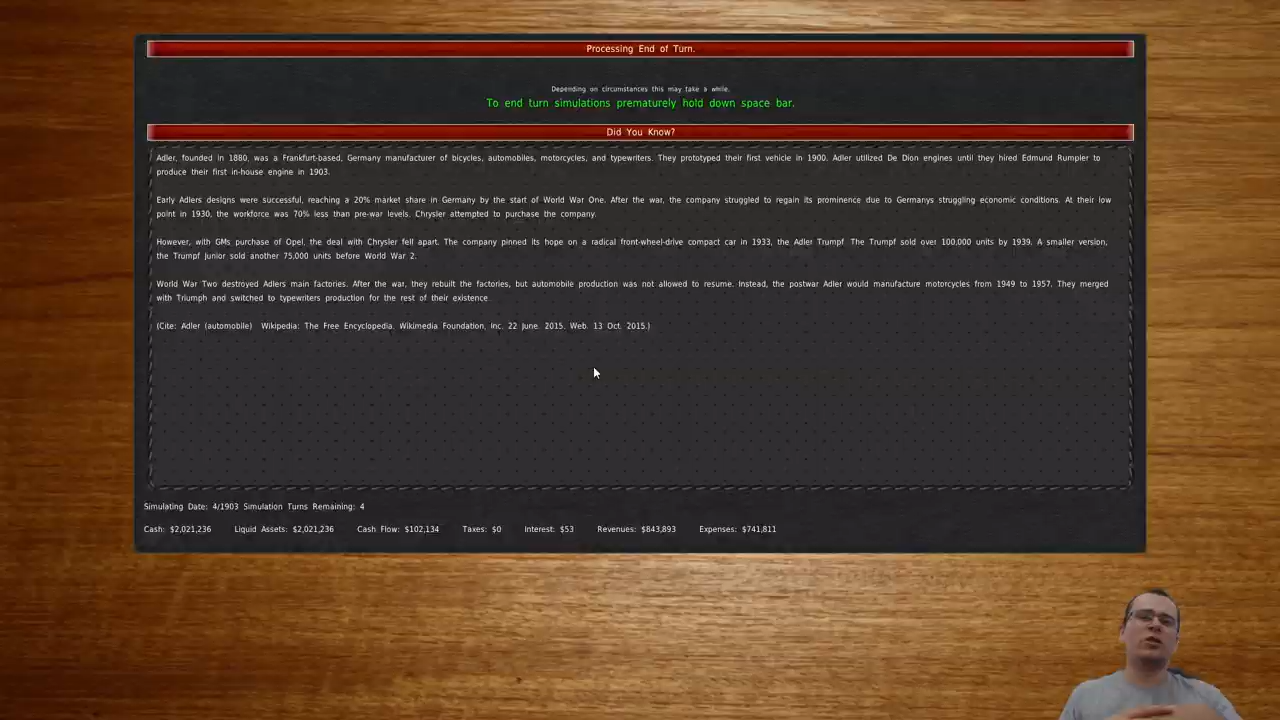 Processing End of Turn.
Depending on circumstances this may take a while.
To end turn simulations prematurely hold down space bar.
Did You Know?
Adler, founded in 1880, was a Frankfurt-based, Germany manufacturer of bicycles, automobiles, motorcycles, and typewriters. They prototyped their first vehicle in 1900. Adler utilized De Dion engines until they hired Edmund Rumpler to
produce their first in-house engine in 1903.
Early Adlers designs were successful, reaching a 20% market share in Germany by the start of World War One. After the war, the company struggled to regain its prominence due to Germanys struggling economic conditions. At their low
point in 1930, the workforce was 70% less than pre-war levels. Chrysler attempted to purchase the company.
However, with GMs purchase of Opel, the deal with Chrysler fell apart. The company pinned its hope on a radical front-wheel-drive compact car in 1933, the Adler Trumpf  The Trumpf sold over 100,000 units by 1939. A smaller version,
the Trumpf Junior sold another 75,000 units before World War 2.
World War Two destroyed Adlers main factories. After the war, they rebuilt the factories, but automobile production was not allowed to resume. Instead, the postwar Adler would manufacture motorcycles from 1949 to 1957. They merged
with Triumph and switched to typewriters production for the rest of their existence.
(Cite: Adler (automobile)  Wikipedia: The Free Encyclopedia. Wikimedia Foundation, Inc. 22 June. 2015. Web. 13 Oct. 2015.)
Simulating Date: 4/1903 Simulation Turns Remaining: 4
Cash: $2,021,236 Liquid Assets: $2,021,236 Cash Flow: $102,134 Taxes: $0 Interest: $53 Revenues: $843,893 Expenses: $741,811